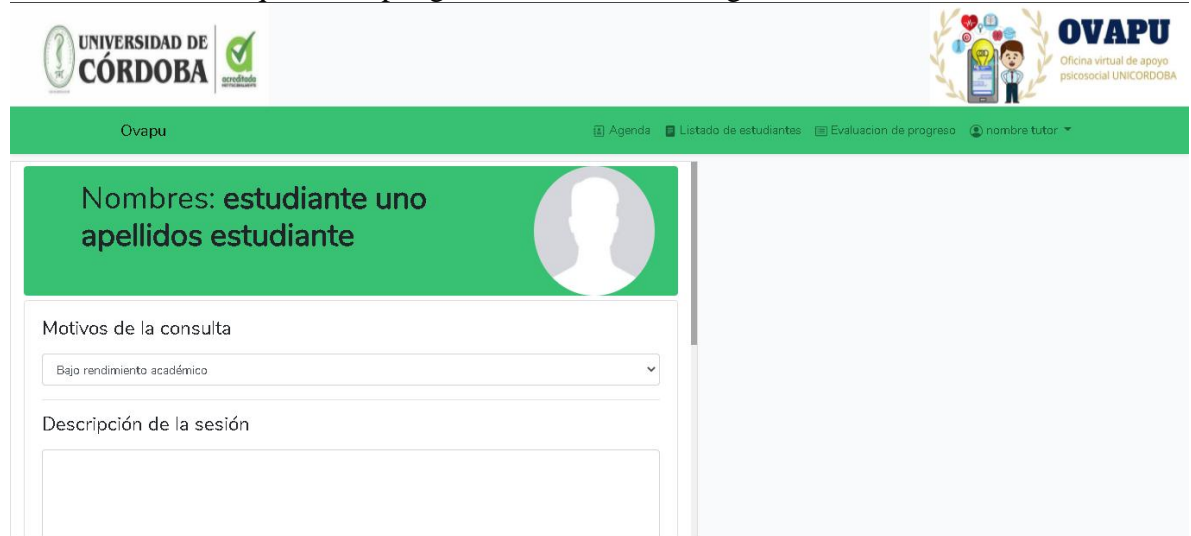 UNIVERSIDAD DE
CÓRDOBA
acreditada
OVAPU
Oficina virtual de apoyo
psicosocial UNICORDOBA
Ovapu
Agenda
Listado de estudiantes
Evaluacion de progreso
nombre tutor
Nombres: estudiante uno
apellidos estudiante
Motivos de la consulta
Bajo rendimiento académico
Descripción de la sesión